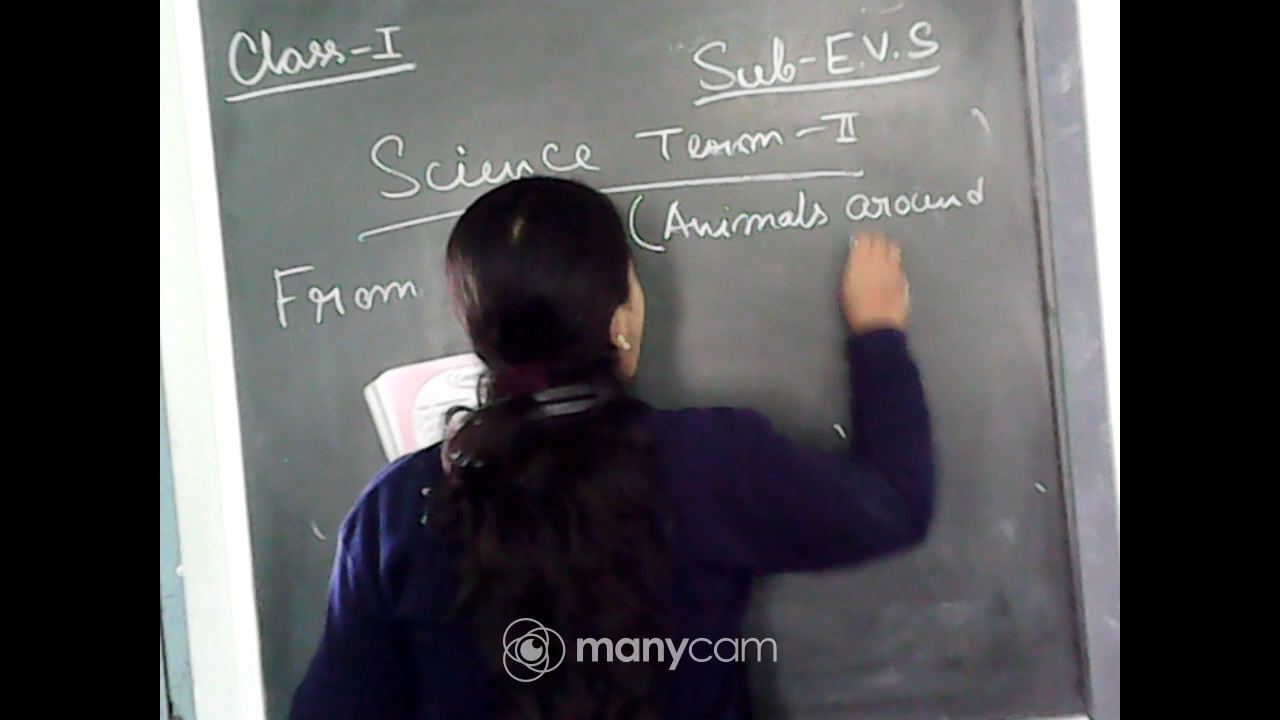 Class-I
Sub-E.V.S
Science Term-II
From (Animals around
manycam